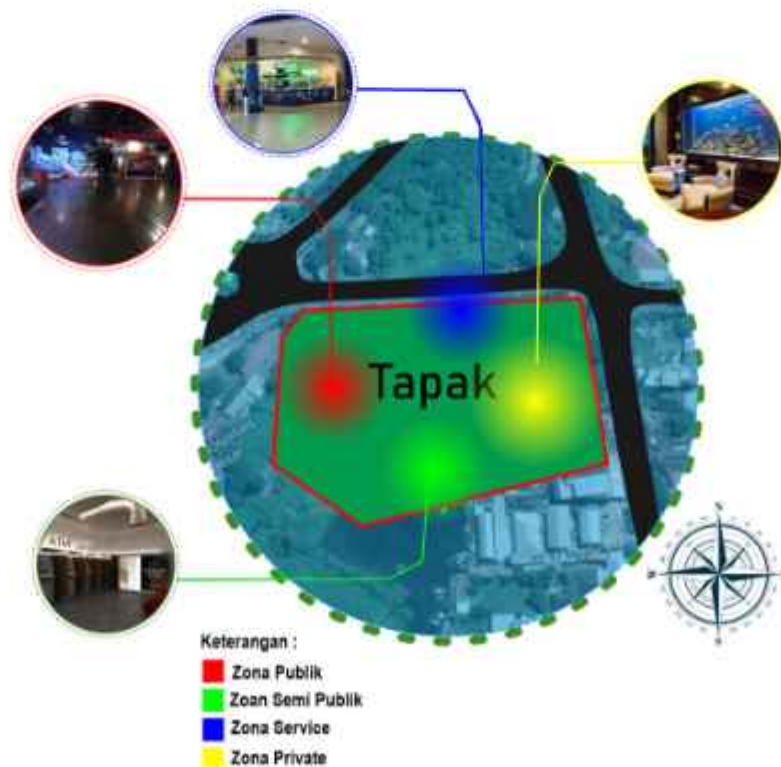 Tapak
N
Keterangan :
Zona Publik
Zoan Semi Publik
Zona Service
Zona Private